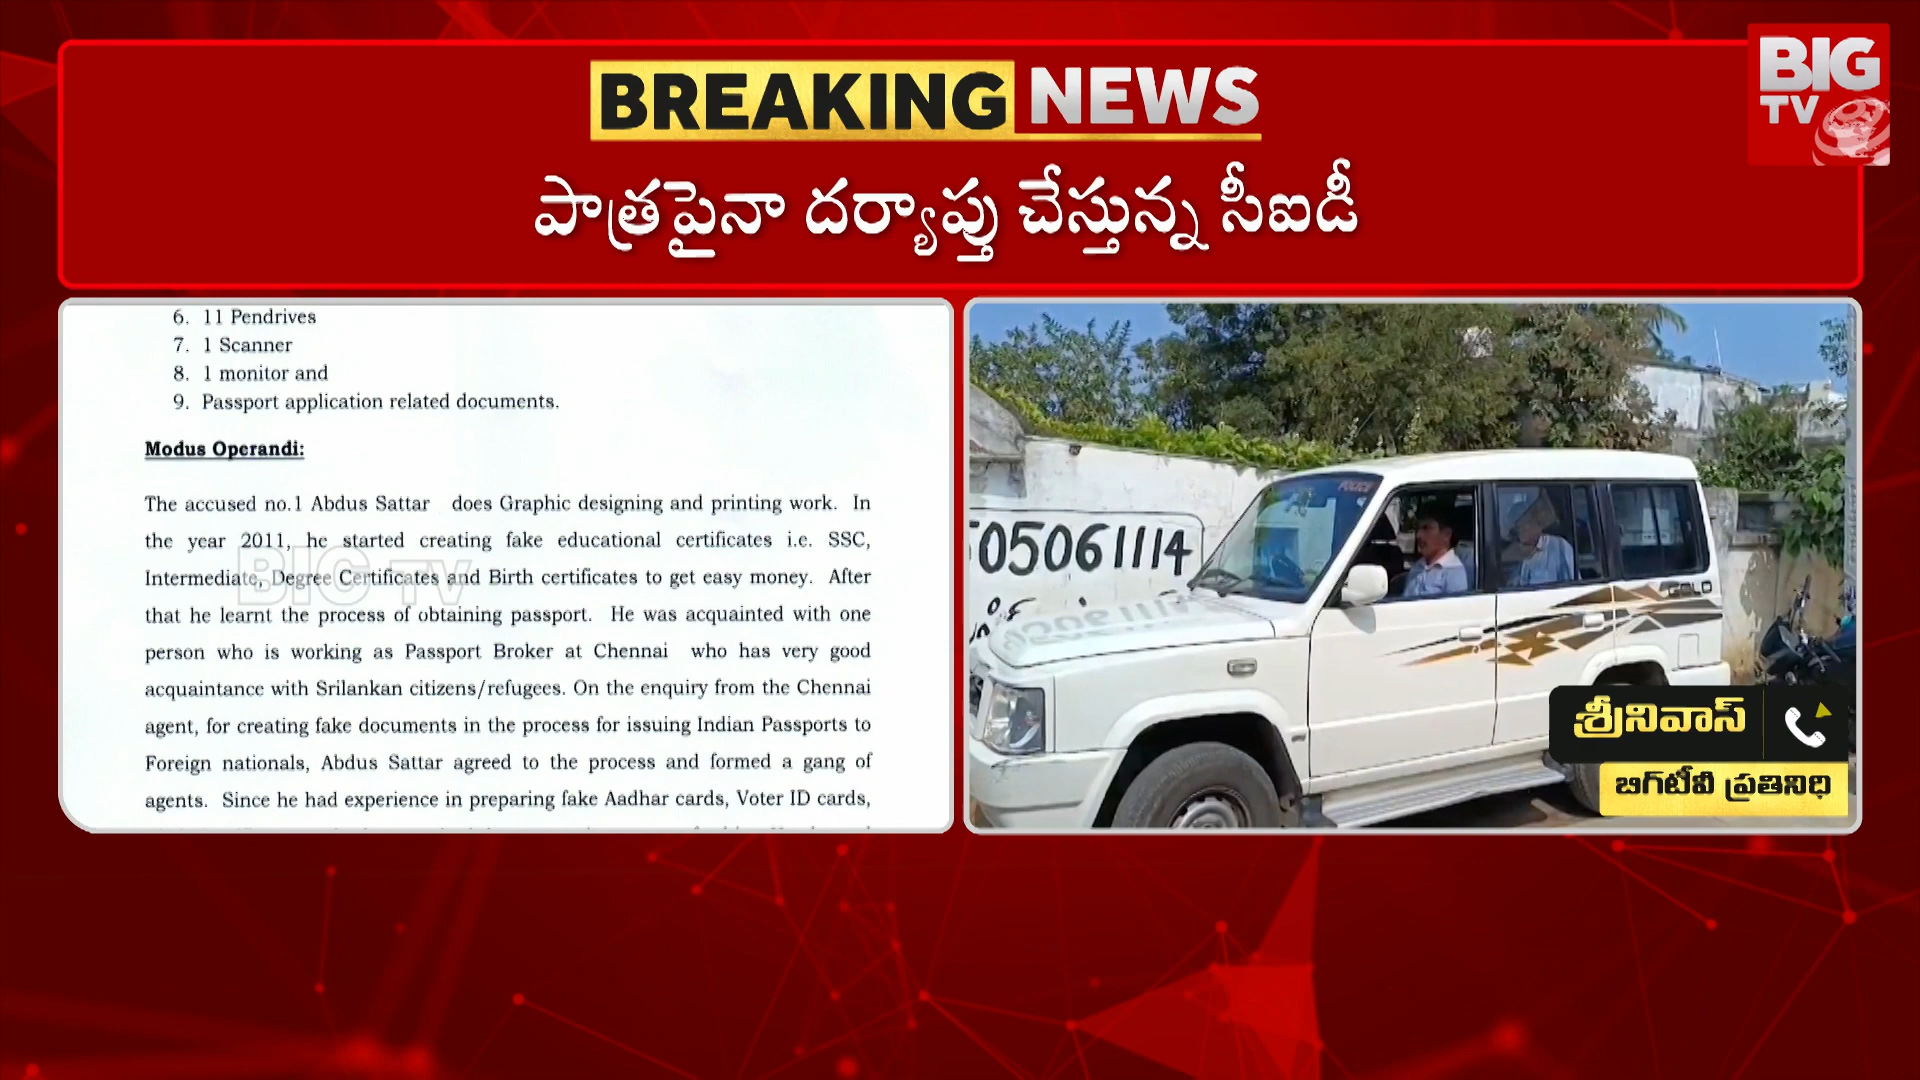 BREAKING NEWS
BIG
TV
పాత్రపైనా దర్యాప్తు చేస్తున్న సీఐడీ
6. 11 Pendrives
7. 1 Scanner
8. 1 monitor and
9. Passport application related documents.
Modus Operandi:
The accused no.1 Abdus Sattar does Graphic designing and printing work. In
the year 2011, he started creating fake educational certificates i.e. SSC,
Intermediate, Degree Certificates and Birth certificates to get easy money. After
that he learnt the process of obtaining passport. He was acquainted with one
person who is working as Passport Broker at Chennai who has very good
acquaintance with Srilankan citizens/refugees. On the enquiry from the Chennai
agent, for creating fake documents in the process for issuing Indian Passports to
Foreign nationals, Abdus Sattar agreed to the process and formed a gang of
agents. Since he had experience in preparing fake Aadhar cards, Voter ID cards,
BIG TV
POLICE
05061114
GOLD
శ్రీనివాస్
బిగ్‌టీవీ ప్రతినిధి